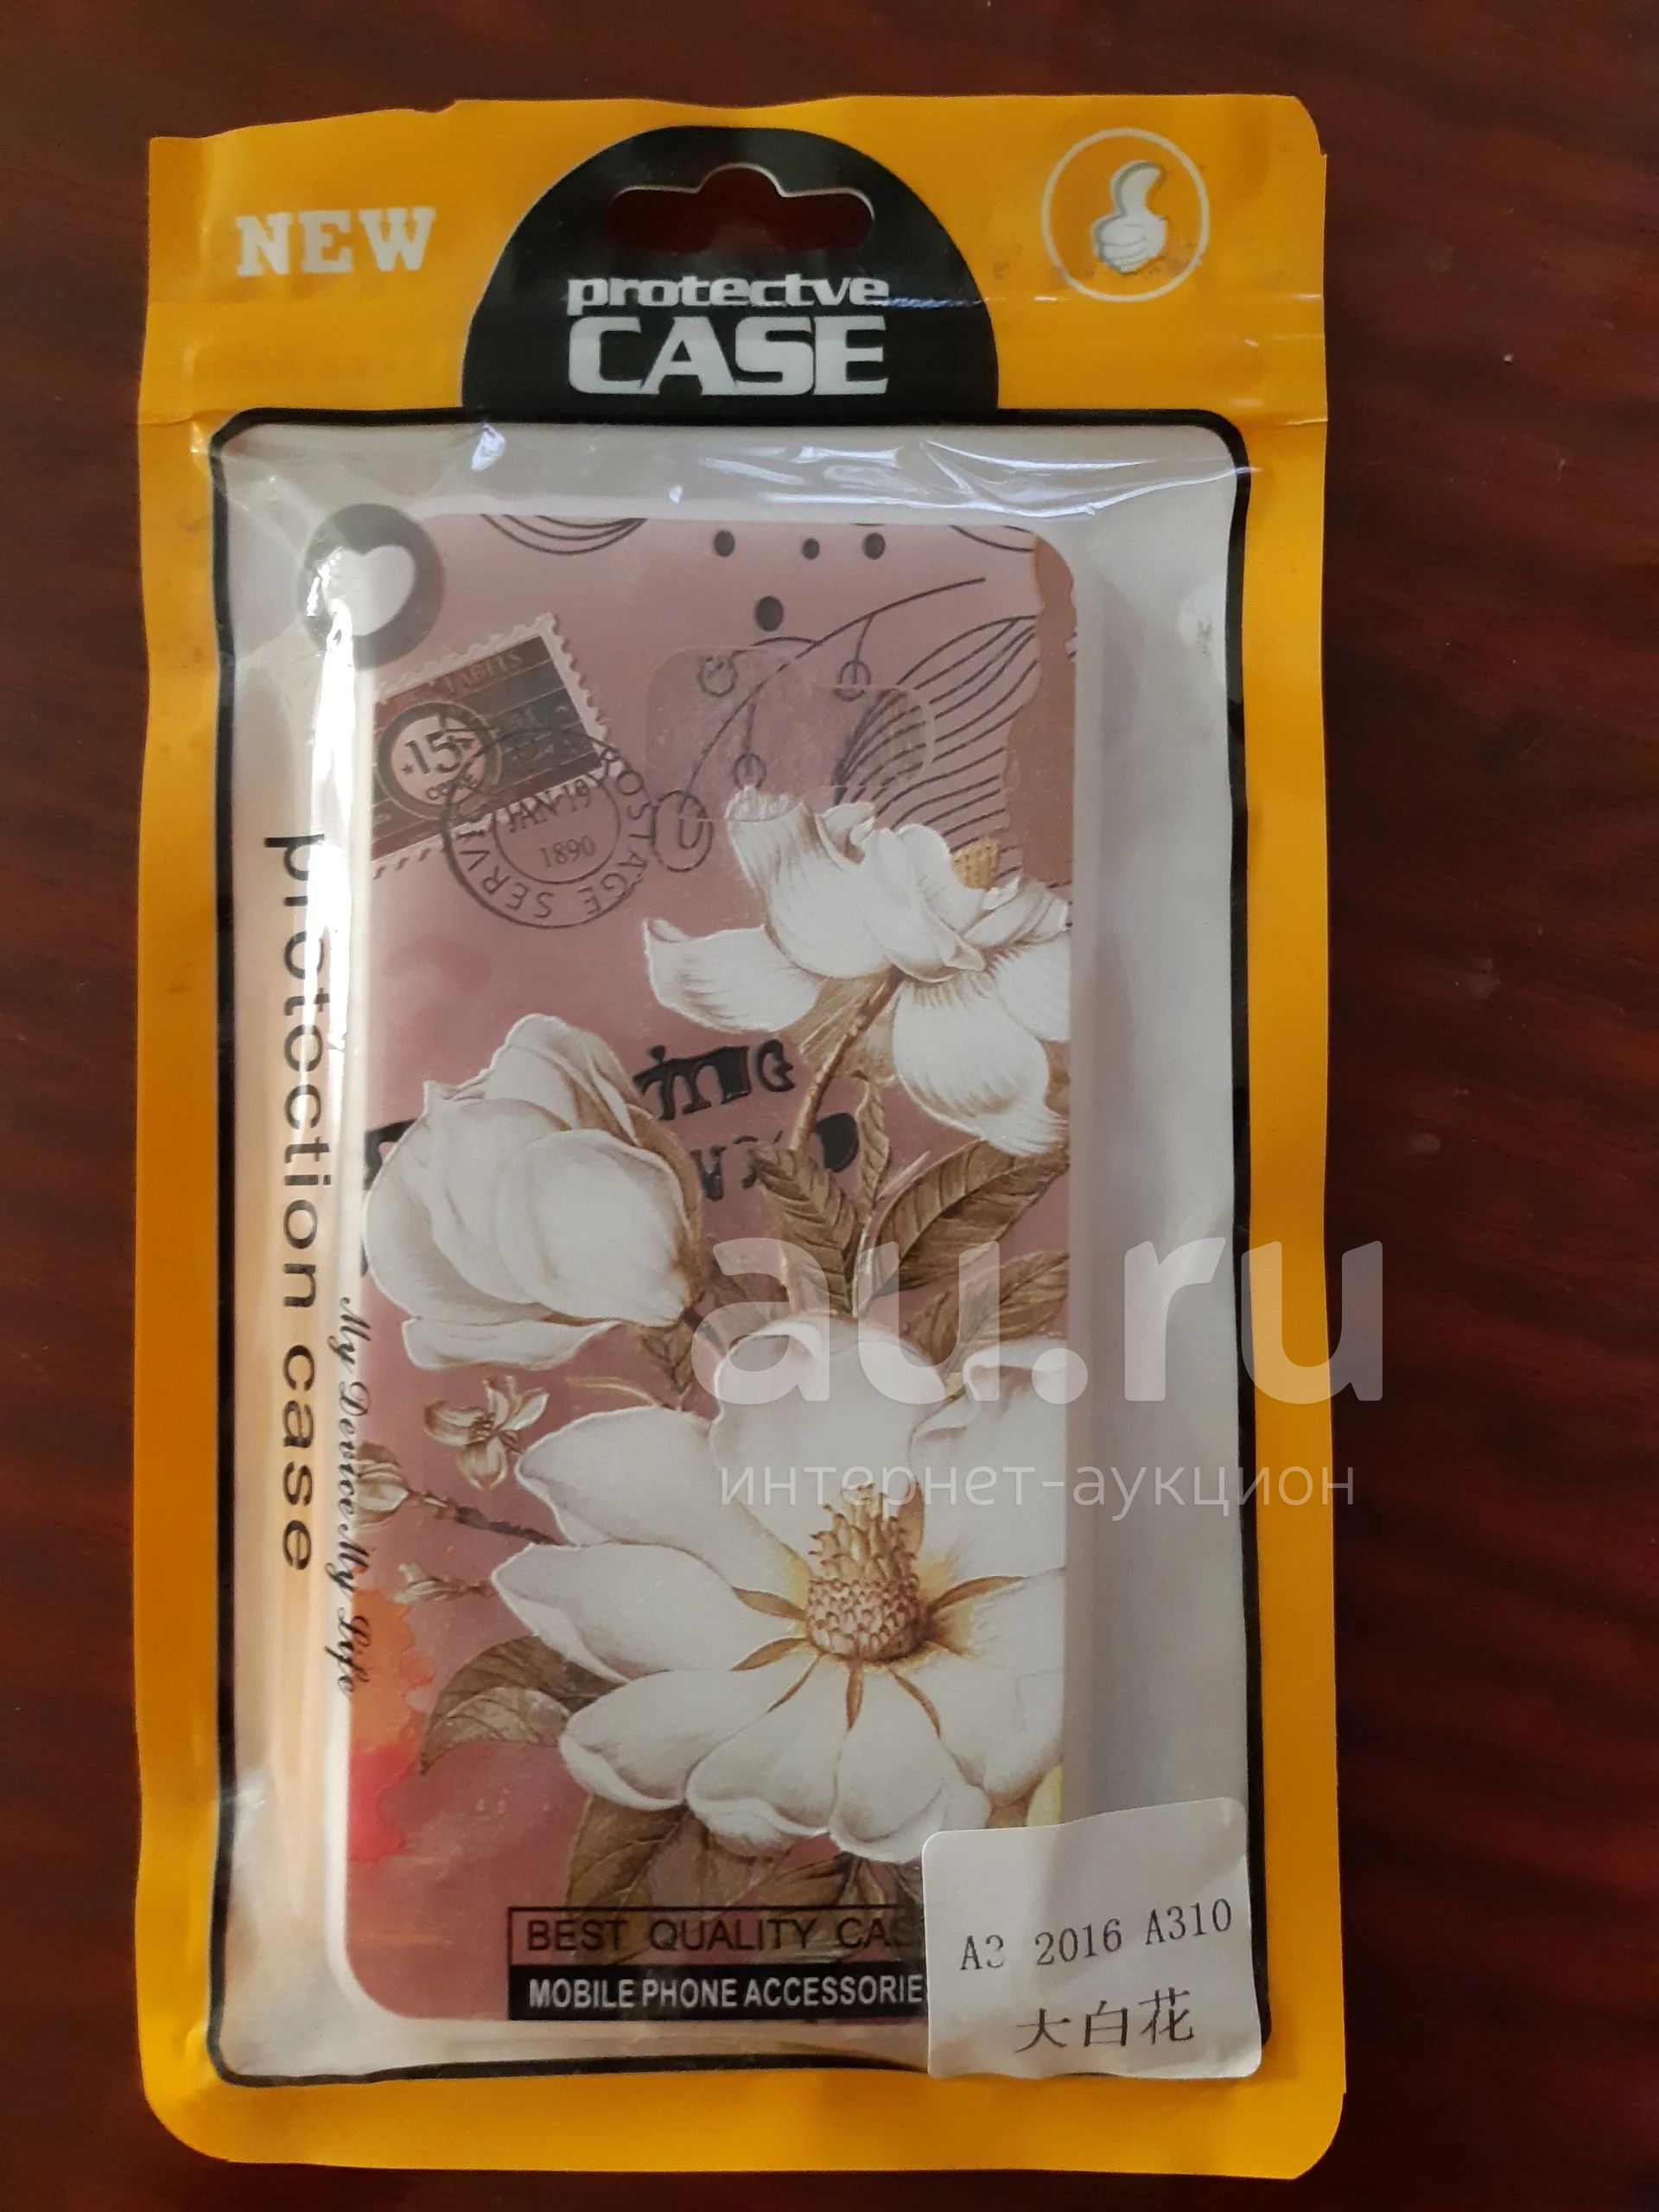 NEW
protectve
CASE
15
JAN 19
1890
POSTAGE SERVICE
protection case
My Device My Life
au.ru
интернет-аукцион
BEST QUALITY CAS
MOBILE PHONE ACCESSORIE
A3 2016 A310
大白花